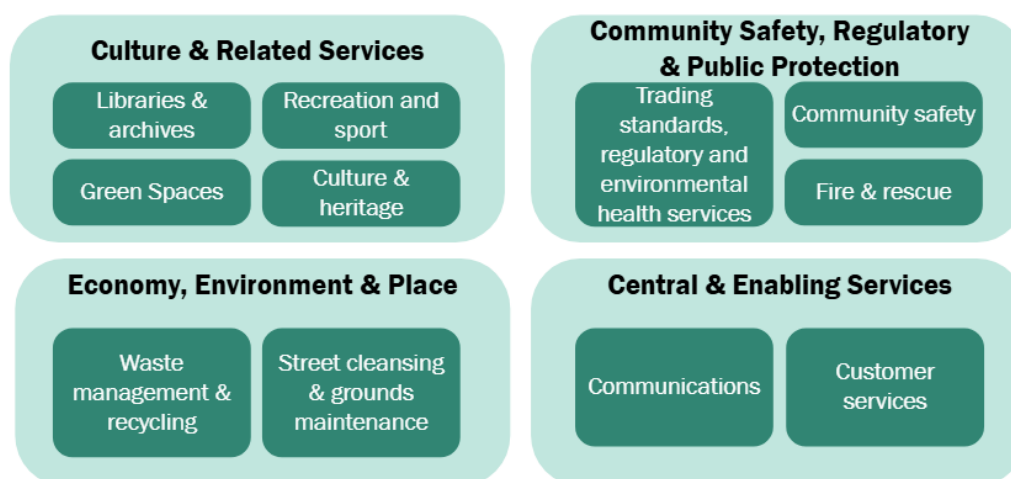 Culture & Related Services
Libraries &
archives
Recreation and
sport
Green Spaces
Culture &
heritage
Community Safety, Regulatory
& Public Protection
Trading
standards,
regulatory and
environmental
health services
Community safety
Fire & rescue
Economy, Environment & Place
Waste
management &
recycling
Street cleansing
& grounds
maintenance
Central & Enabling Services
Communications
Customer
services